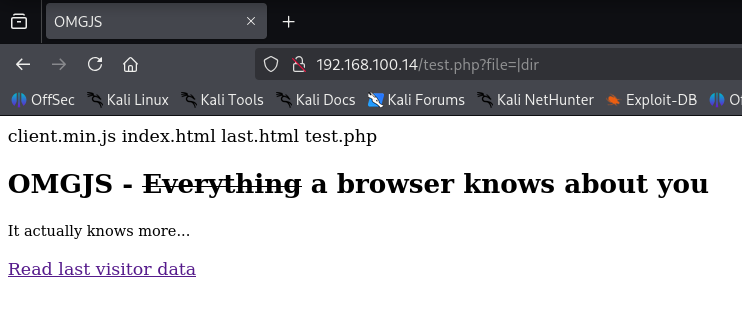 OMGJS
192.168.100.14/test.php?file=|dir
OffSec Kali Linux Kali Tools Kali Docs Kali Forums Kali NetHunter Exploit-DB
client.min.js index.html last.html test.php
OMGJS - Everything a browser knows about you
It actually knows more...
Read last visitor data